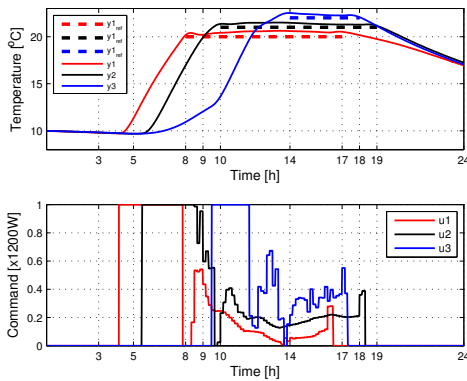 Temperature [°C]
20
15
10
y1ref
y1ref
y1ref
y1
y2
y3
3 5 8 9 10 14 17 18 19 24
Time [h]
Command [x1200W]
1
0.8
0.6
0.4
0.2
0
u1
u2
u3
3 5 8 9 10 14 17 18 19 24
Time [h]